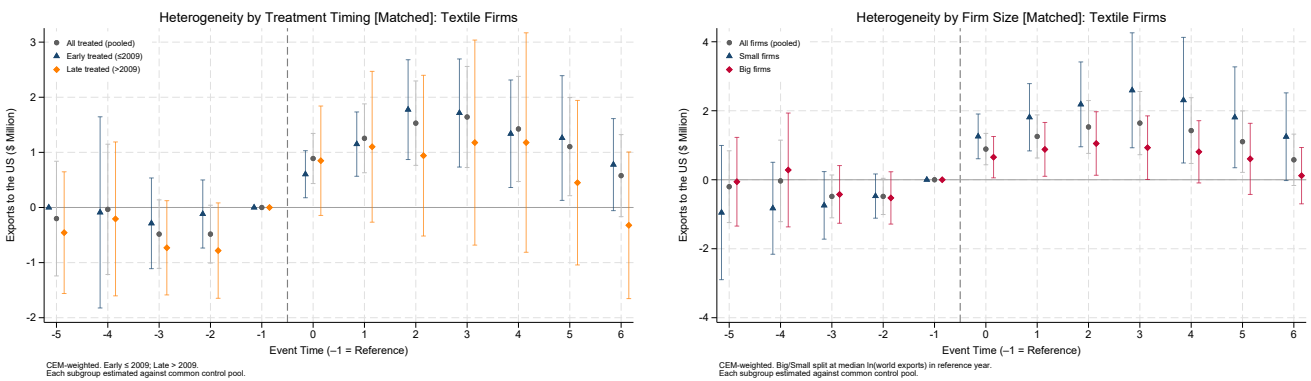 Heterogeneity by Treatment Timing [Matched]: Textile Firms
All treated (pooled)
Early treated (≤2009)
Late treated (>2009)
Exports to the US ($ Million)
3
2
1
0
-1
-2
-5 -4 -3 -2 -1 0 1 2 3 4 5 6
Event Time (–1 = Reference)
CEM-weighted. Early ≤ 2009; Late > 2009.
Each subgroup estimated against common control pool.
Heterogeneity by Firm Size [Matched]: Textile Firms
All firms (pooled)
Small firms
Big firms
Exports to the US ($ Million)
4
2
0
-2
-4
-5 -4 -3 -2 -1 0 1 2 3 4 5 6
Event Time (–1 = Reference)
CEM-weighted. Big/Small split at median ln(world exports) in reference year.
Each subgroup estimated against common control pool.